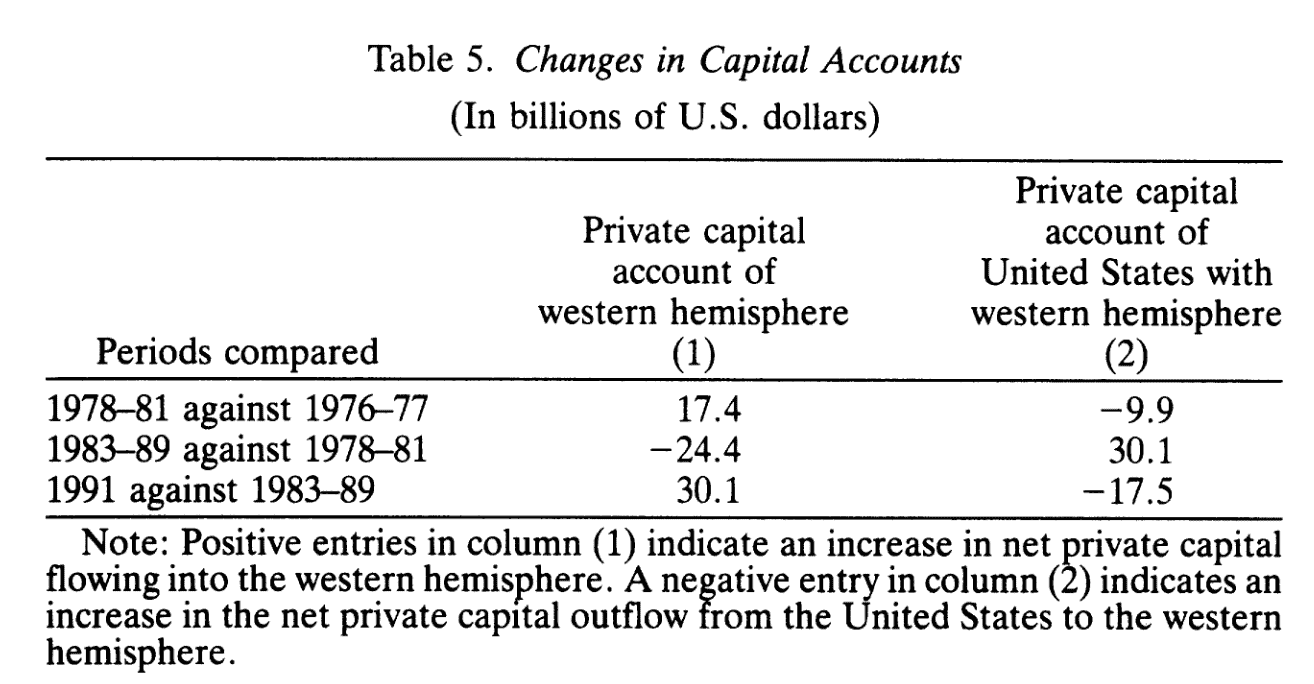 Table 5. Changes in Capital Accounts
(In billions of U.S. dollars)
Private capital
Private capital account of
account of United States with
western hemisphere western hemisphere
Periods compared (1) (2)
1978–81 against 1976–77 17.4 −9.9
1983–89 against 1978–81 −24.4 30.1
1991 against 1983–89 30.1 −17.5
Note: Positive entries in column (1) indicate an increase in net private capital
flowing into the western hemisphere. A negative entry in column (2) indicates an
increase in the net private capital outflow from the United States to the western
hemisphere.